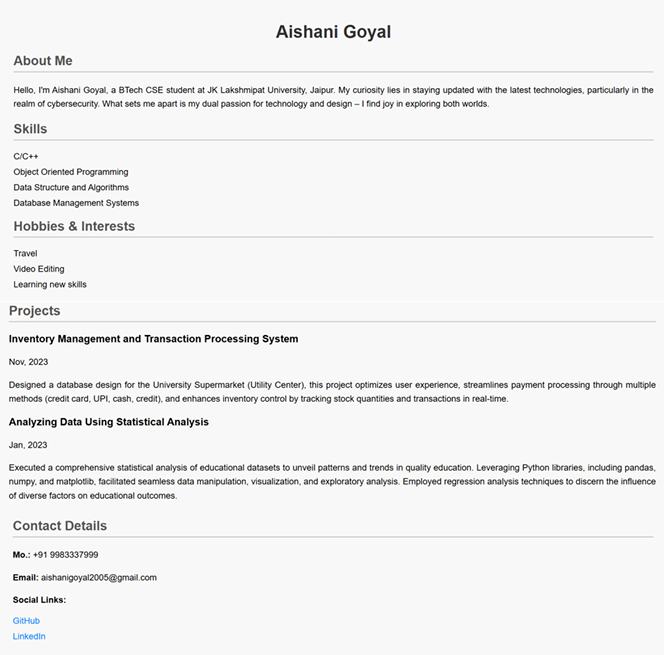 Aishani Goyal
About Me
Hello, I'm Aishani Goyal, a BTech CSE student at JK Lakshmipat University, Jaipur. My curiosity lies in staying updated with the latest technologies, particularly in the
realm of cybersecurity. What sets me apart is my dual passion for technology and design – I find joy in exploring both worlds.
Skills
C/C++
Object Oriented Programming
Data Structure and Algorithms
Database Management Systems
Hobbies & Interests
Travel
Video Editing
Learning new skills
Projects
Inventory Management and Transaction Processing System
Nov, 2023
Designed a database design for the University Supermarket (Utility Center), this project optimizes user experience, streamlines payment processing through multiple
methods (credit card, UPI, cash, credit), and enhances inventory control by tracking stock quantities and transactions in real-time.
Analyzing Data Using Statistical Analysis
Jan, 2023
Executed a comprehensive statistical analysis of educational datasets to unveil patterns and trends in quality education. Leveraging Python libraries, including pandas,
numpy, and matplotlib, facilitated seamless data manipulation, visualization, and exploratory analysis. Employed regression analysis techniques to discern the influence
of diverse factors on educational outcomes.
Contact Details
Mo.: +91 9983337999
Email: aishanigoyal2005@gmail.com
Social Links:
GitHub
LinkedIn